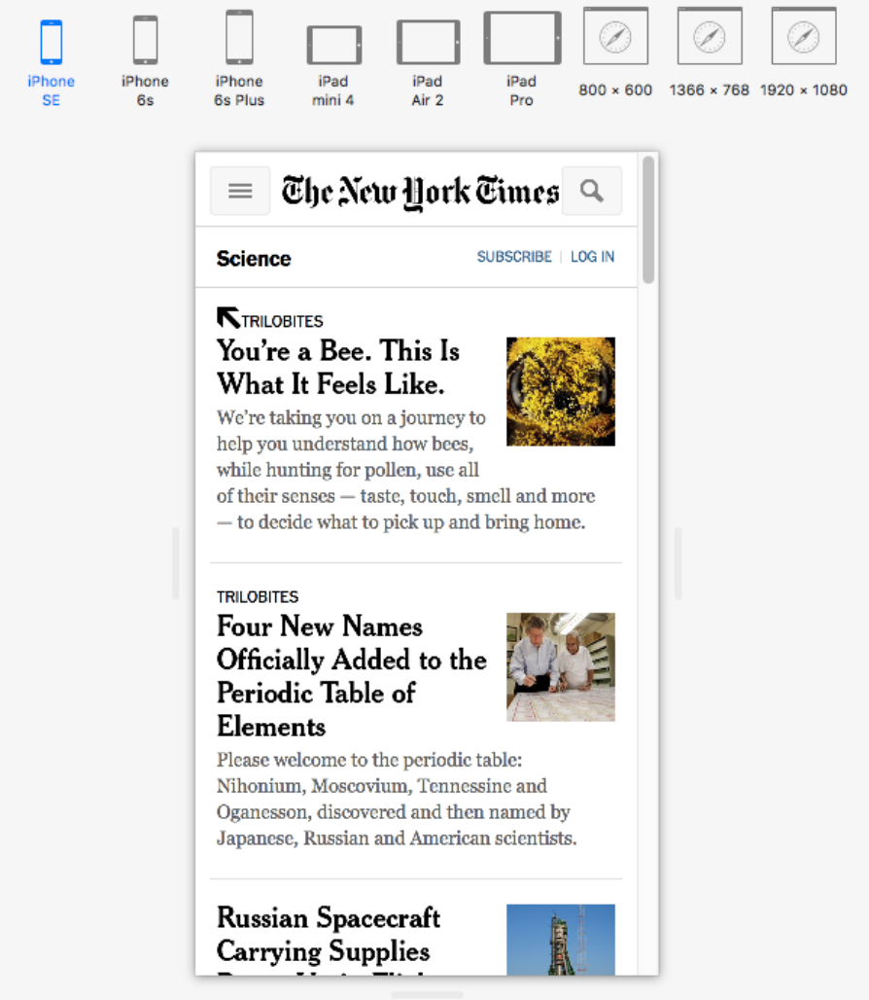 iPhone SE
iPhone 6s
iPhone 6s Plus
iPad mini 4
iPad Air 2
iPad Pro
800 × 600
1366 × 768
1920 × 1080
The New York Times
Science
SUBSCRIBE | LOG IN
TRILOBITES
You're a Bee. This Is
What It Feels Like.
We're taking you on a journey to
help you understand how bees,
while hunting for pollen, use all
of their senses — taste, touch, smell and more
— to decide what to pick up and bring home.
TRILOBITES
Four New Names
Officially Added to the
Periodic Table of
Elements
Please welcome to the periodic table:
Nihonium, Moscovium, Tennessine and
Oganesson, discovered and then named by
Japanese, Russian and American scientists.
Russian Spacecraft
Carrying Supplies